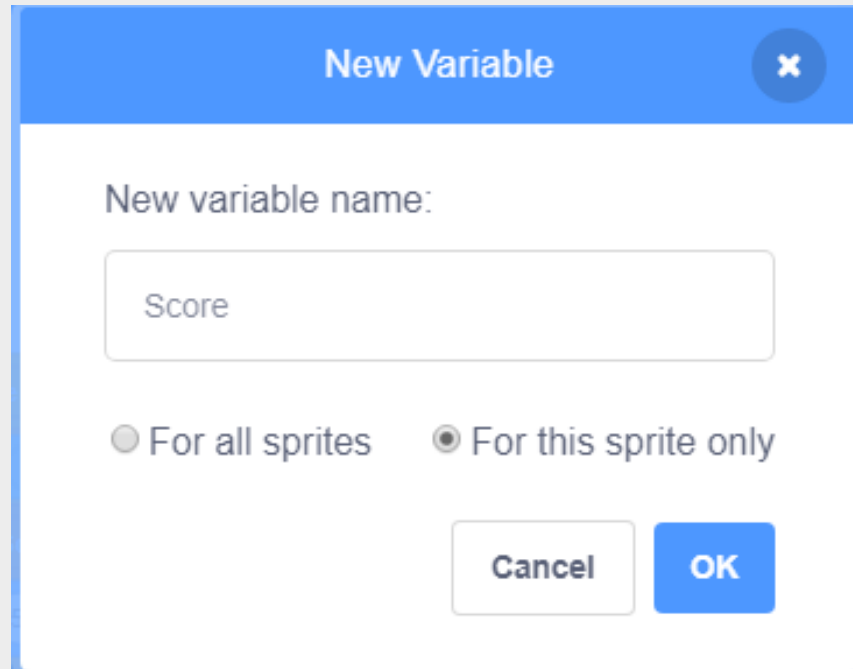 New Variable
New variable name:
Score
For all sprites For this sprite only
Cancel OK